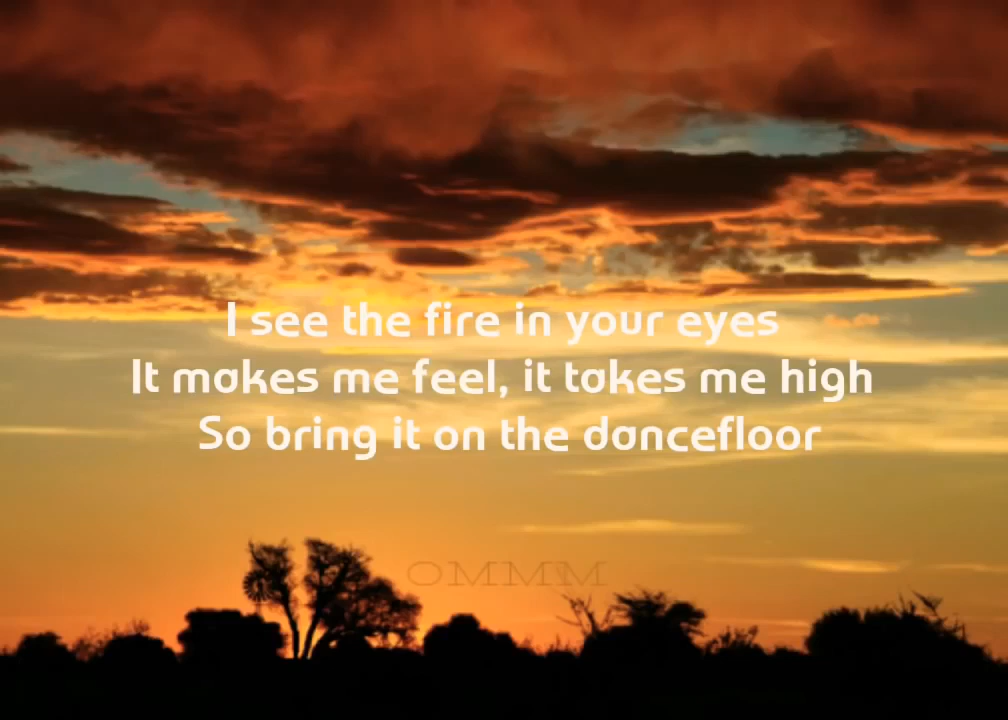 I see the fire in your eyes
It makes me feel, it takes me high
So bring it on the dancefloor
OMMM